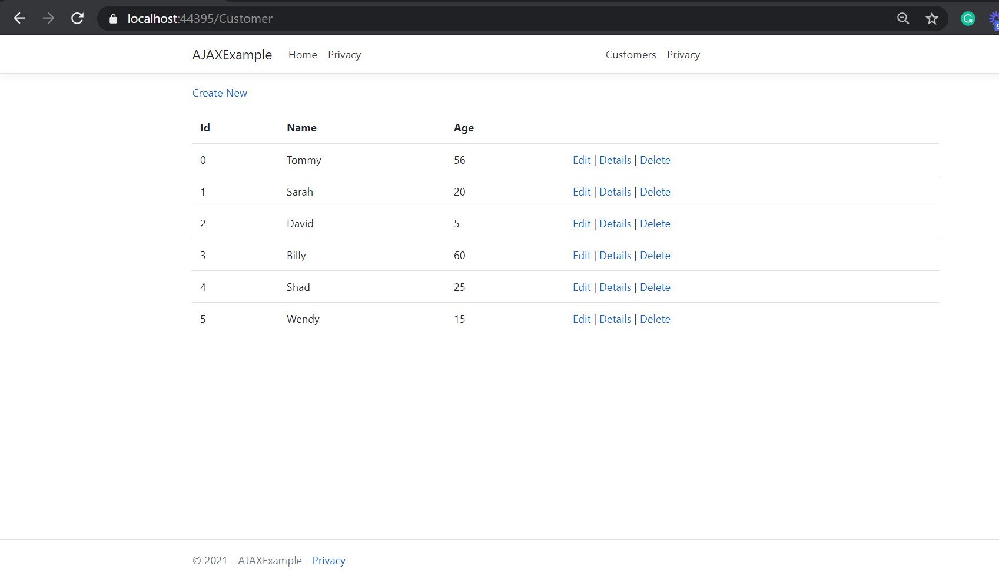 localhost:44395/Customer
AJAXExample Home Privacy Customers Privacy
Create New
Id Name Age
0 Tommy 56 Edit | Details | Delete
1 Sarah 20 Edit | Details | Delete
2 David 5 Edit | Details | Delete
3 Billy 60 Edit | Details | Delete
4 Shad 25 Edit | Details | Delete
5 Wendy 15 Edit | Details | Delete
© 2021 - AJAXExample - Privacy